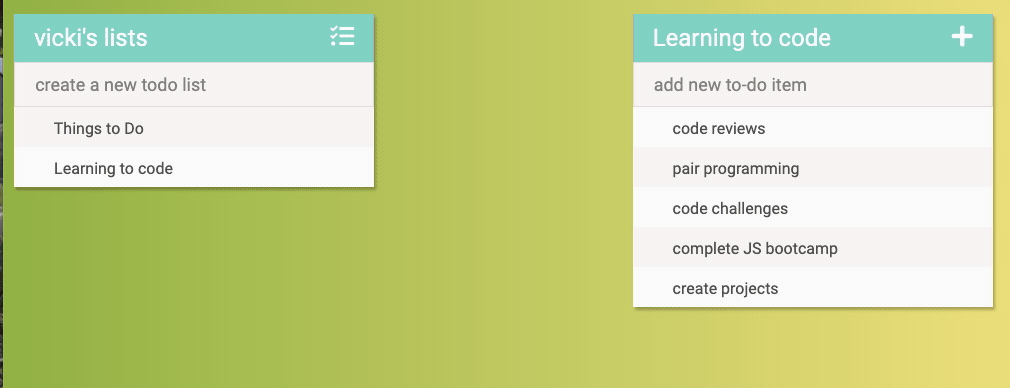 vicki's lists
create a new todo list
Things to Do
Learning to code
Learning to code
add new to-do item
code reviews
pair programming
code challenges
complete JS bootcamp
create projects